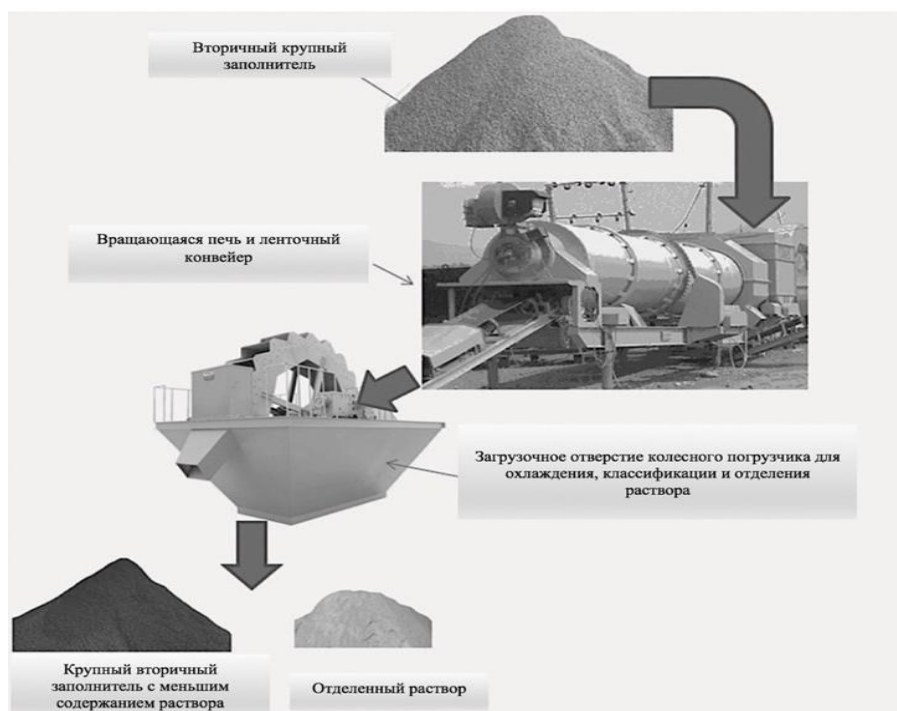 Вторичный крупный
заполнитель
Вращающаяся печь и ленточный
конвейер
Загрузочное отверстие колесного погрузчика для
охлаждения, классификации и отделения
раствора
Крупный вторичный
заполнитель с меньшим
содержанием раствора
Отделенный раствор